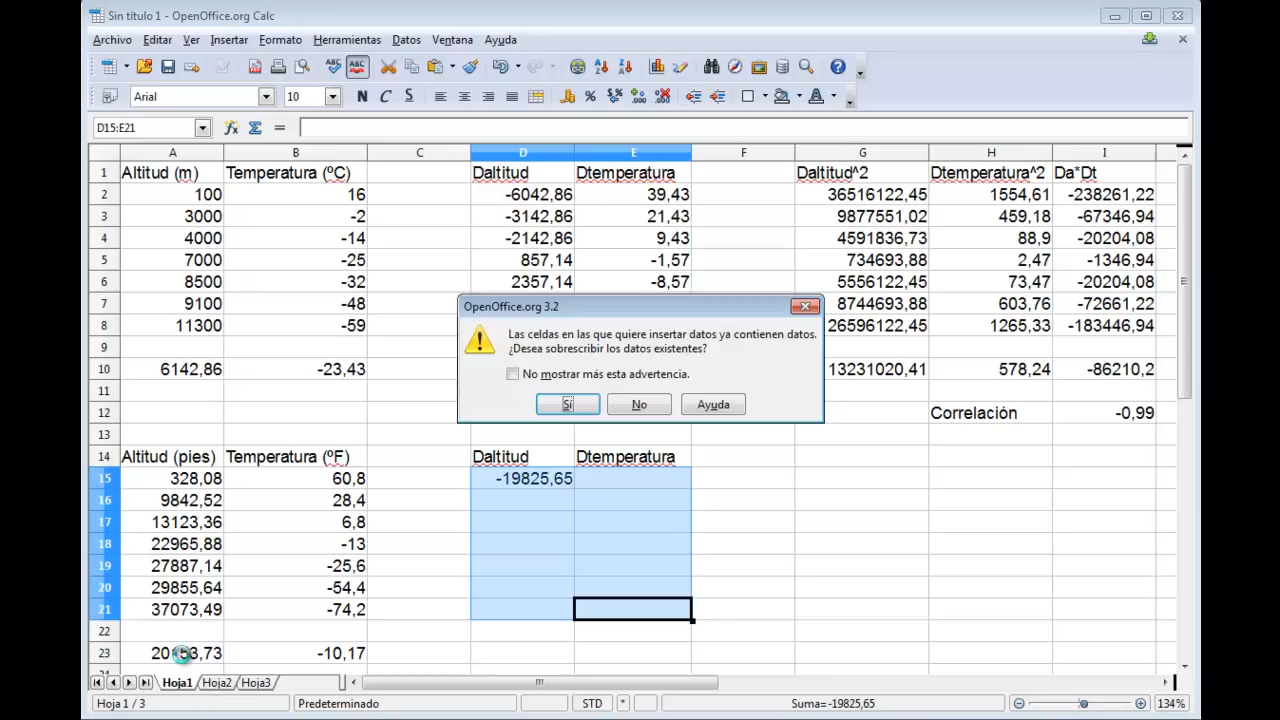 Sin título 1 - OpenOffice.org Calc
Archivo Editar Ver Insertar Formato Herramientas Datos Ventana Ayuda
Arial 10 N C S
D15:E21
A B C D E F G H I
1 Altitud (m) Temperatura (ºC) Daltitud Dtemperatura Daltitud^2 Dtemperatura^2 Da*Dt
2 100 16 -6042,86 39,43 36516122,45 1554,61 -238261,22
3 3000 -2 -3142,86 21,43 9877551,02 459,18 -67346,94
4 4000 -14 -2142,86 9,43 4591836,73 88,9 -20204,08
5 7000 -25 857,14 -1,57 734693,88 2,47 -1346,94
6 8500 -32 2357,14 -8,57 5556122,45 73,47 -20204,08
7 9100 -48 8744693,88 603,76 -72661,22
8 11300 -59 26596122,45 1265,33 -183446,94
9
10 6142,86 -23,43 13231020,41 578,24 -86210,2
11
12 Correlación -0,99
13
14 Altitud (pies) Temperatura (ºF) Daltitud Dtemperatura
15 328,08 60,8 -19825,65
16 9842,52 28,4
17 13123,36 6,8
18 22965,88 -13
19 27887,14 -25,6
20 29855,64 -54,4
21 37073,49 -74,2
22
23 -10,17
OpenOffice.org 3.2
Las celdas en las que quiere insertar datos ya contienen datos.
¿Desea sobrescribir los datos existentes?
No mostrar más esta advertencia.
Sí No Ayuda
Hoja1 Hoja2 Hoja3
Hoja 1 / 3 Predeterminado STD * Suma=-19825,65 134%